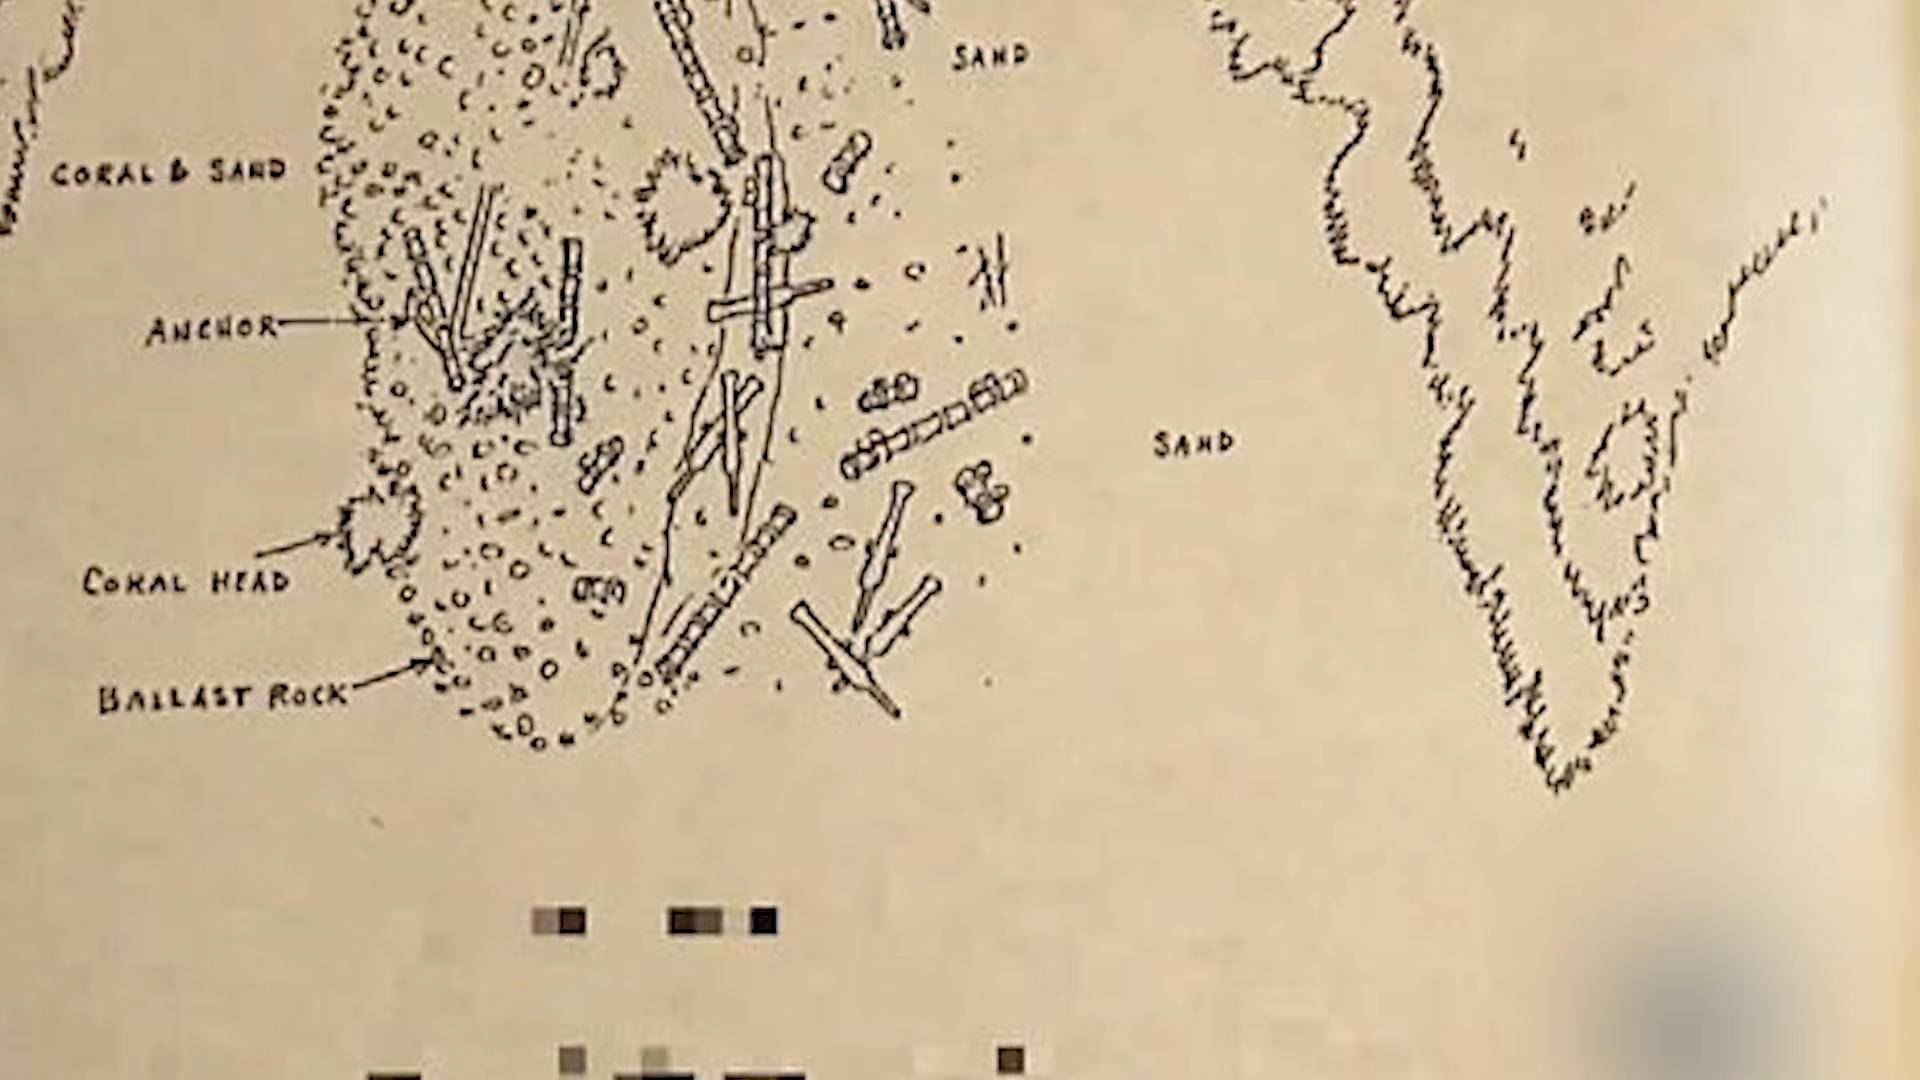 SAND
CORAL & SAND
ANCHOR
SAND
CORAL HEAD
BALLAST ROCK